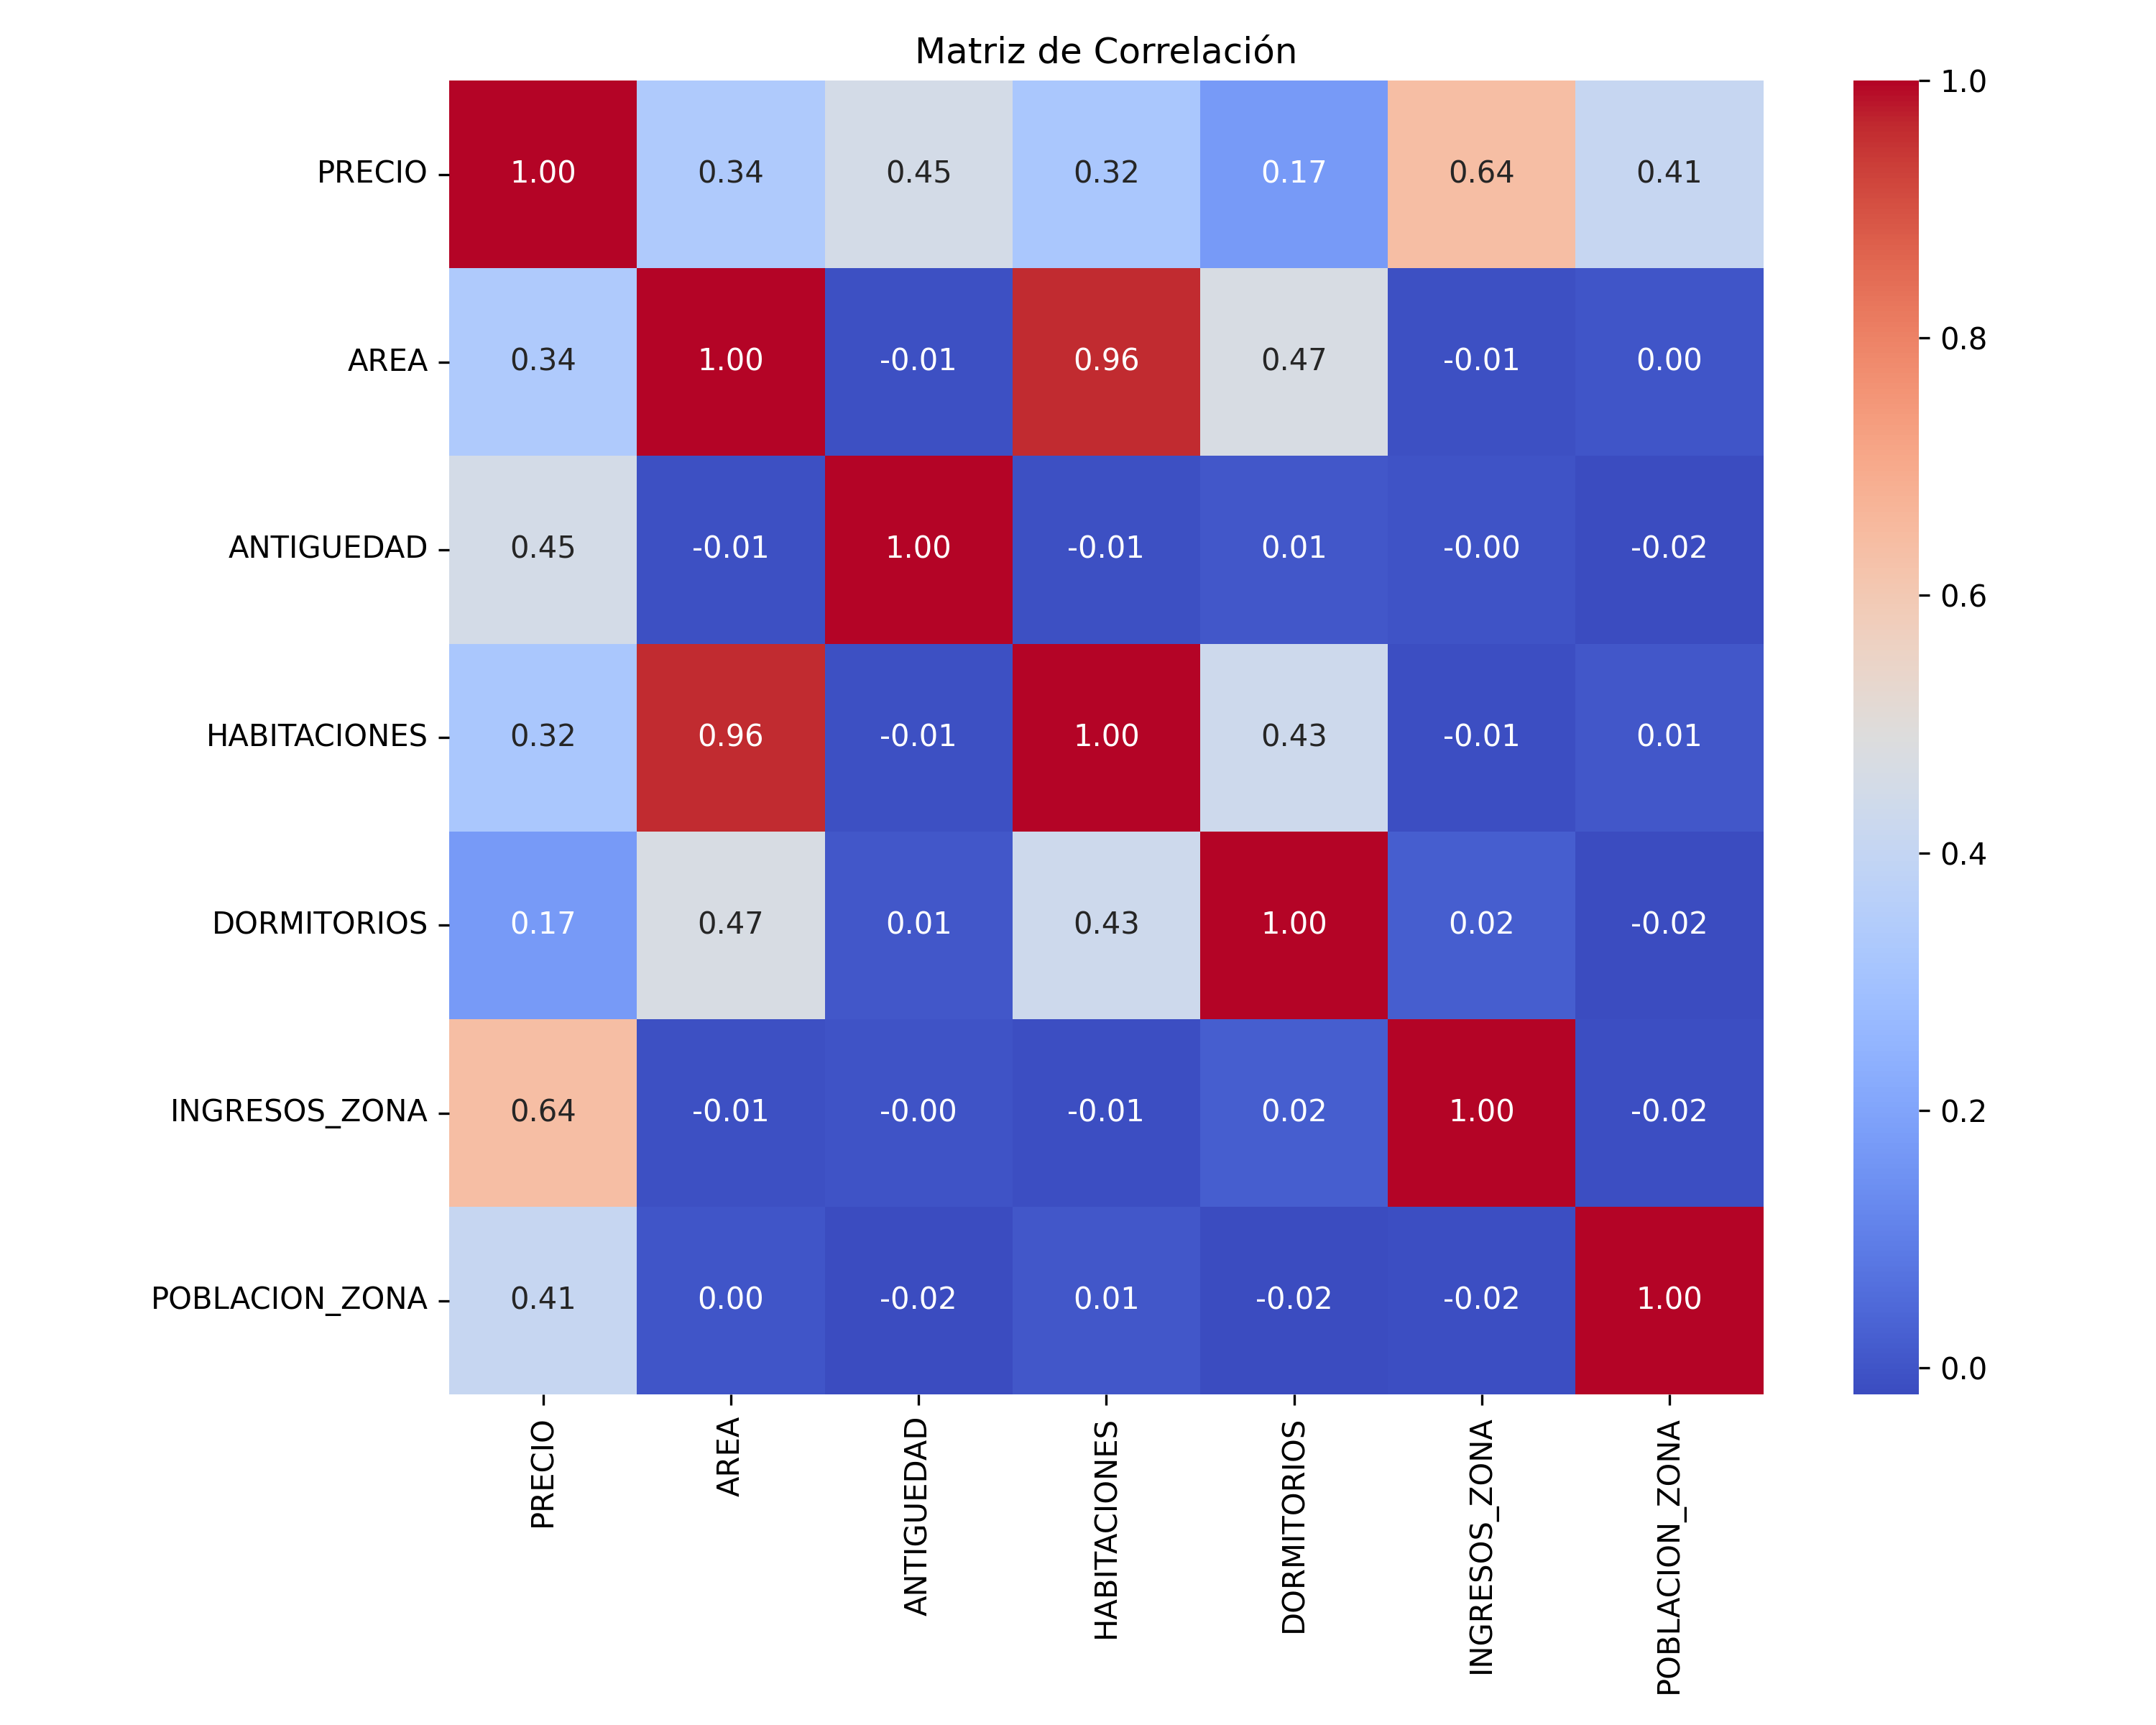 Matriz de Correlación
PRECIO 1.00 0.34 0.45 0.32 0.17 0.64 0.41
AREA 0.34 1.00 -0.01 0.96 0.47 -0.01 0.00
ANTIGUEDAD 0.45 -0.01 1.00 -0.01 0.01 -0.00 -0.02
HABITACIONES 0.32 0.96 -0.01 1.00 0.43 -0.01 0.01
DORMITORIOS 0.17 0.47 0.01 0.43 1.00 0.02 -0.02
INGRESOS_ZONA 0.64 -0.01 -0.00 -0.01 0.02 1.00 -0.02
POBLACION_ZONA 0.41 0.00 -0.02 0.01 -0.02 -0.02 1.00
PRECIO
AREA
ANTIGUEDAD
HABITACIONES
DORMITORIOS
INGRESOS_ZONA
POBLACION_ZONA
1.0
0.8
0.6
0.4
0.2
0.0